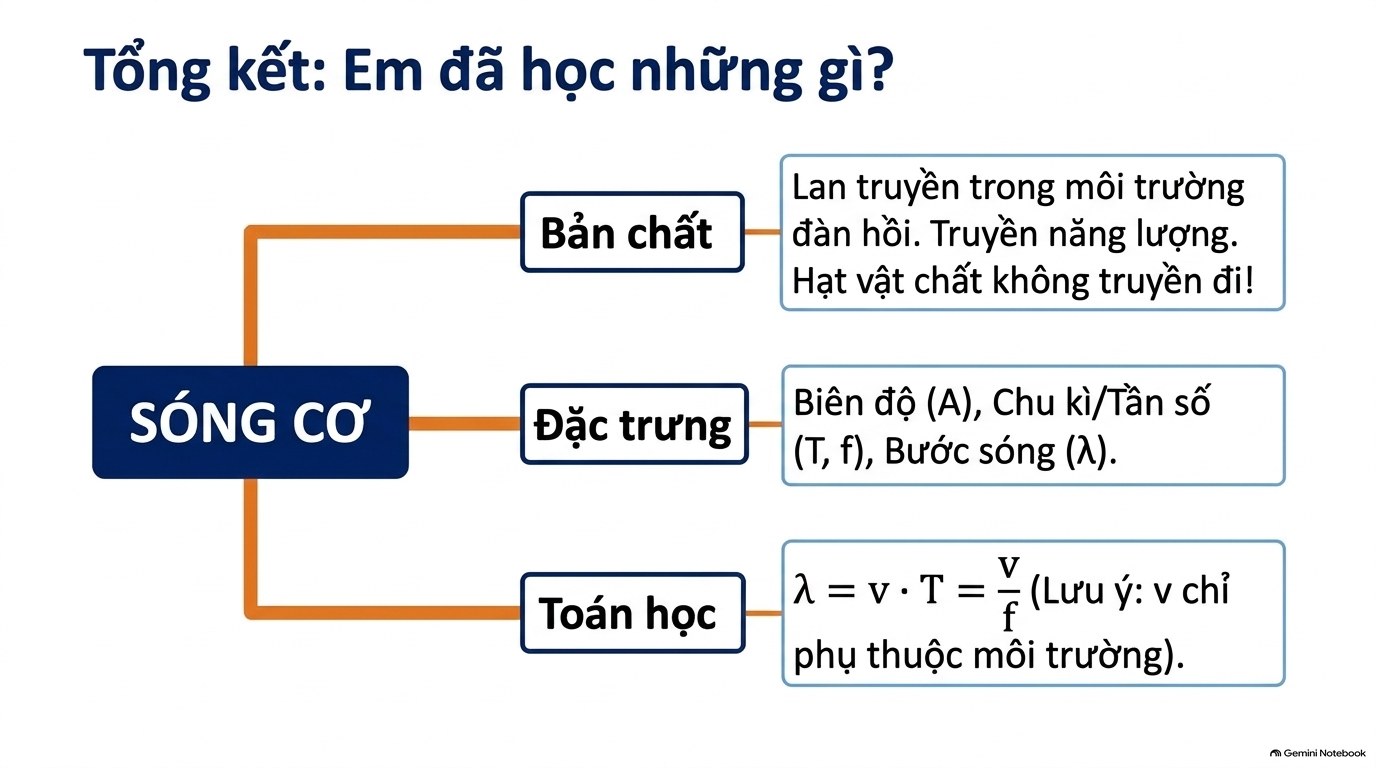 Tổng kết: Em đã học những gì?
Bản chất
Lan truyền trong môi trường
đàn hồi. Truyền năng lượng.
Hạt vật chất không truyền đi!
SÓNG CƠ
Đặc trưng
Biên độ (A), Chu kì/Tần số
(T, f), Bước sóng (λ).
Toán học
λ = v · T = v/f (Lưu ý: v chỉ
phụ thuộc môi trường).
Gemini Notebook